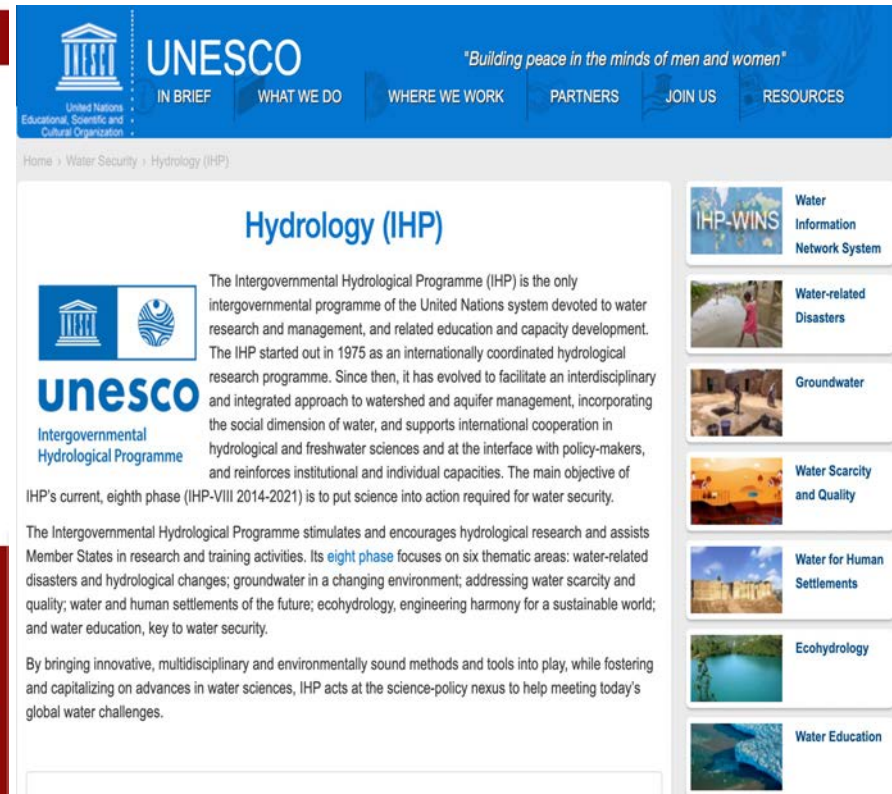 UNESCO
"Building peace in the minds of men and women"
United Nations
Educational, Scientific and
Cultural Organization
IN BRIEF
WHAT WE DO
WHERE WE WORK
PARTNERS
JOIN US
RESOURCES
Home › Water Security › Hydrology (IHP)
Hydrology (IHP)
unesco
Intergovernmental
Hydrological Programme
The Intergovernmental Hydrological Programme (IHP) is the only
intergovernmental programme of the United Nations system devoted to water
research and management, and related education and capacity development.
The IHP started out in 1975 as an internationally coordinated hydrological
research programme. Since then, it has evolved to facilitate an interdisciplinary
and integrated approach to watershed and aquifer management, incorporating
the social dimension of water, and supports international cooperation in
hydrological and freshwater sciences and at the interface with policy-makers,
and reinforces institutional and individual capacities. The main objective of
IHP's current, eighth phase (IHP-VIII 2014-2021) is to put science into action required for water security.
The Intergovernmental Hydrological Programme stimulates and encourages hydrological research and assists
Member States in research and training activities. Its eight phase focuses on six thematic areas: water-related
disasters and hydrological changes; groundwater in a changing environment; addressing water scarcity and
quality; water and human settlements of the future; ecohydrology, engineering harmony for a sustainable world;
and water education, key to water security.
By bringing innovative, multidisciplinary and environmentally sound methods and tools into play, while fostering
and capitalizing on advances in water sciences, IHP acts at the science-policy nexus to help meeting today's
global water challenges.
IHP-WINS
Water
Information
Network System
Water-related
Disasters
Groundwater
Water Scarcity
and Quality
Water for Human
Settlements
Ecohydrology
Water Education